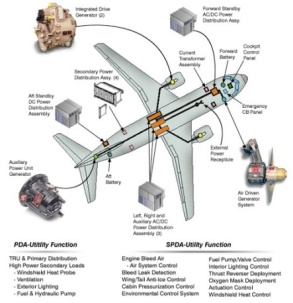 Integrated Drive
Generator (2)
Forward Standby
AC/DC Power
Distribution Assembly
Current
Transformer
Assembly
Forward
Battery
Cockpit
Control
Panel
Secondary Power
Distribution Assy. (4)
Aft Standby
DC Power
Distribution
Assembly
Emergency
CB Panel
External
Power
Recepticle
Auxiliary
Power Unit
Generator
Aft
Battery
Air Driven
Generator
System
Left, Right and
Auxiliary AC/DC
Power Distribution
Assembly (3)
PDA-Utility Function
TRU & Primary Distribution
High Power Secondary Loads
- Windshield Heat Probe
- Ventilation
- Exterior Lighting
- Fuel & Hydraulic Pump
SPDA-Utility Function
Engine Bleed Air
- Air System Control
Bleed Leak Detection
Wing/Tail Anti-Ice Control
Cabin Pressurization Control
Environmental Control System
Fuel Pump/Valve Control
Interior Lighting Control
Thrust Reverser Deployment
Oxygen Mask Deployment
Actuation Control
Windshield Heat Control